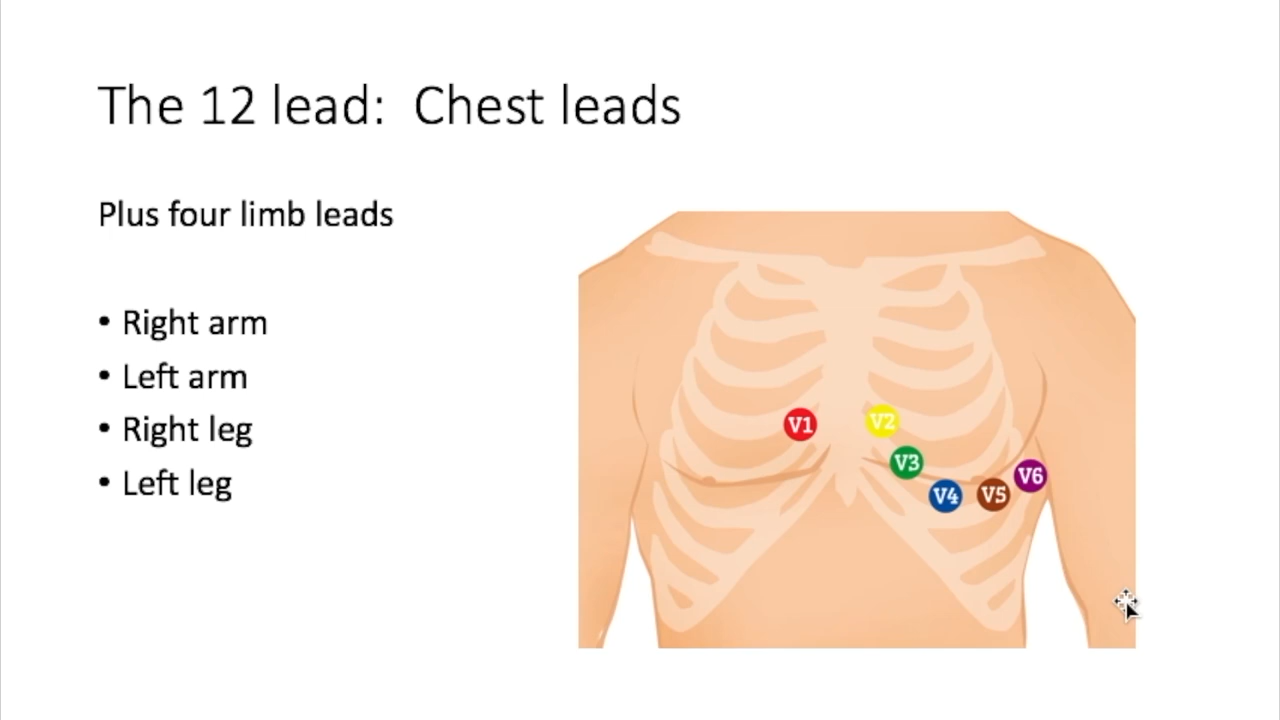 The 12 lead:  Chest leads
Plus four limb leads
• Right arm
• Left arm
• Right leg
• Left leg
V1
V2
V3
V4
V5
V6